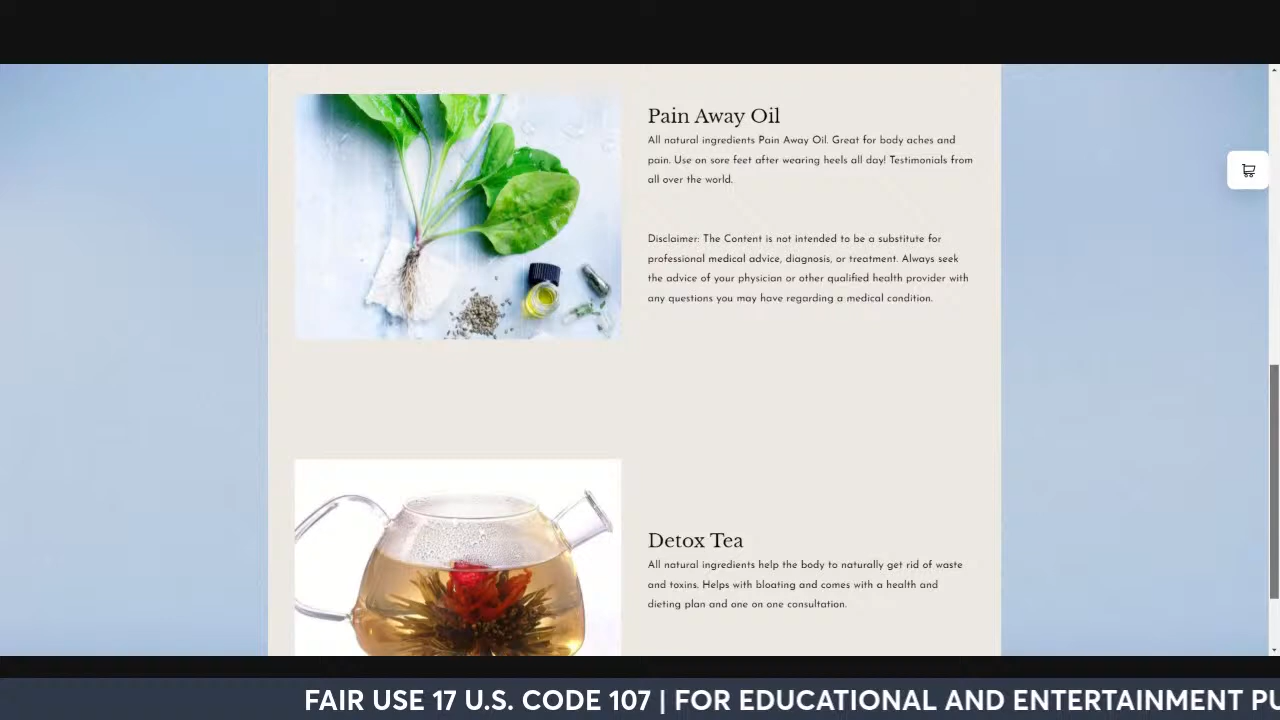 Pain Away Oil
All natural ingredients Pain Away Oil. Great for body aches and
pain. Use on sore feet after wearing heels all day! Testimonials from
all over the world.
Disclaimer: The Content is not intended to be a substitute for
professional medical advice, diagnosis, or treatment. Always seek
the advice of your physician or other qualified health provider with
any questions you may have regarding a medical condition.
Detox Tea
All natural ingredients help the body to naturally get rid of waste
and toxins. Helps with bloating and comes with a health and
dieting plan and one on one consultation.
FAIR USE 17 U.S. CODE 107 | FOR EDUCATIONAL AND ENTERTAINMENT PU